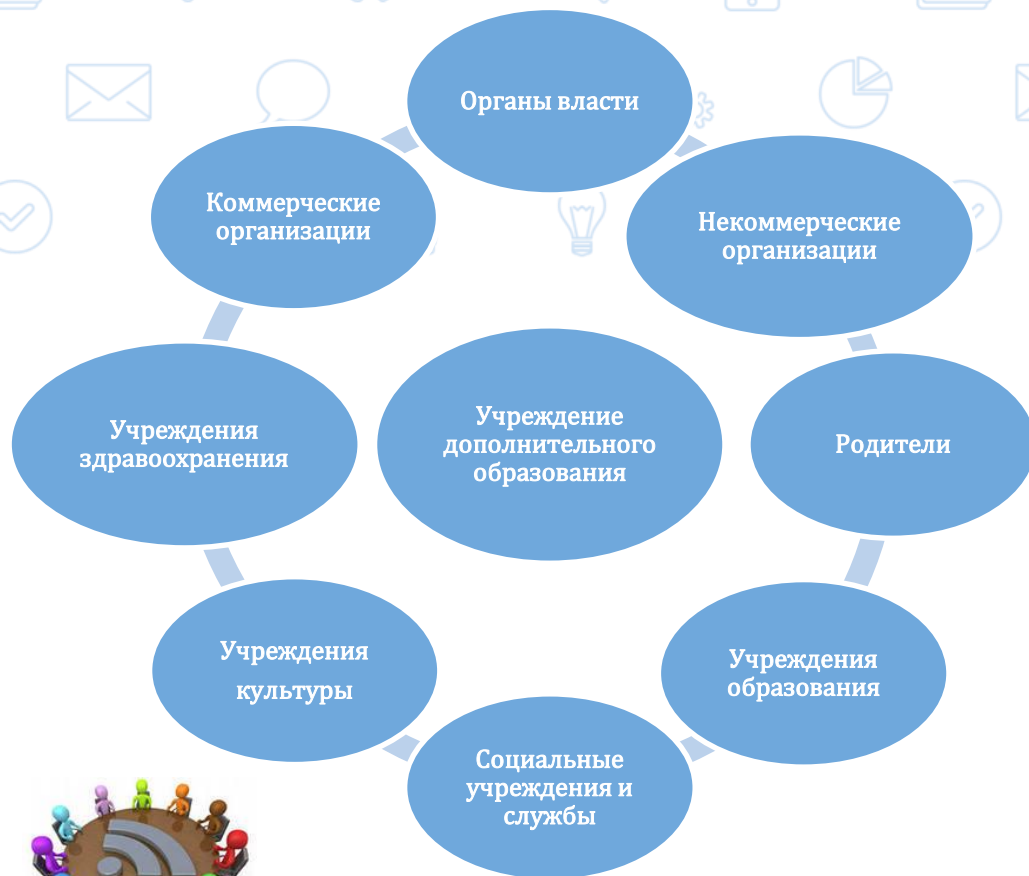 Органы власти
Коммерческие
организации
Некоммерческие
организации
Учреждения
здравоохранения
Учреждение
дополнительного
образования
Родители
Учреждения
культуры
Учреждения
образования
Социальные
учреждения и
службы